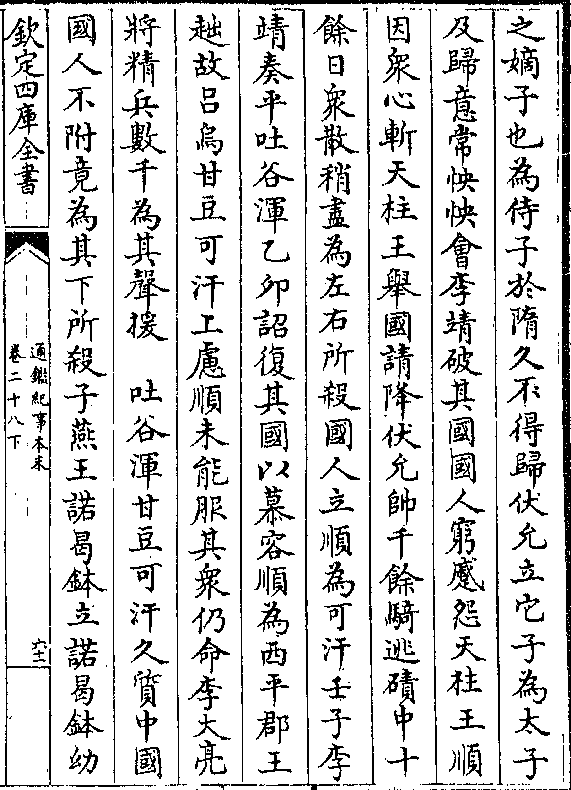 之嫡子也為侍子於隋久不得歸伏允立它子為太子
及歸意常怏怏會李靖破其國國人窮蹙怨天柱王順
因衆心斬天柱王舉國請降伏允帥千餘騎逃磧中十
餘日衆散稍盡為左右所殺國人立順為可汗壬子李
靖奏平吐谷渾乙卯詔復其國以慕容順為西平郡王
趉故吕烏甘豆可汗上慮順未能服其衆仍命李大亮
將精兵數千為其聲援　吐谷渾甘豆可汗久質中國
國人不附竟為其下所殺子燕王諾曷鉢立諾曷鉢幼
欽定四庫全書
通鑑紀事本末
卷二十八下
六十二